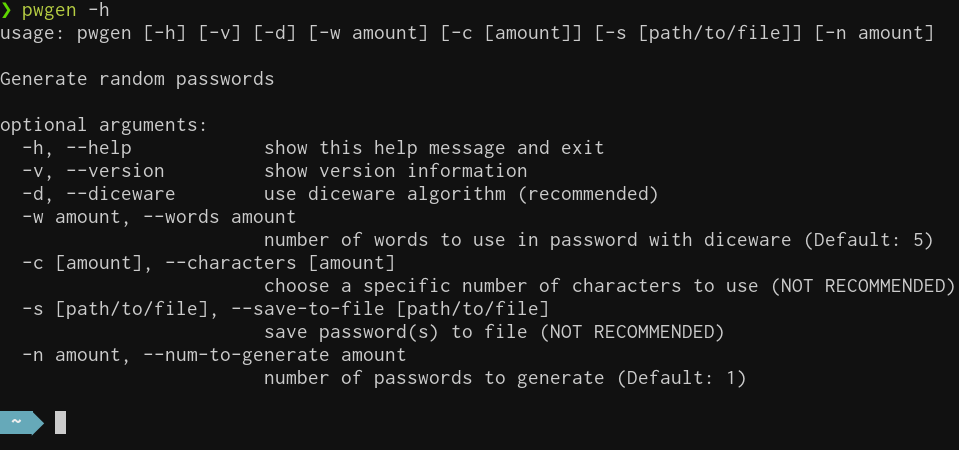 ❯ pwgen -h
usage: pwgen [-h] [-v] [-d] [-w amount] [-c [amount]] [-s [path/to/file]] [-n amount]

Generate random passwords

optional arguments:
  -h, --help            show this help message and exit
  -v, --version         show version information
  -d, --diceware        use diceware algorithm (recommended)
  -w amount, --words amount
                        number of words to use in password with diceware (Default: 5)
  -c [amount], --characters [amount]
                        choose a specific number of characters to use (NOT RECOMMENDED)
  -s [path/to/file], --save-to-file [path/to/file]
                        save password(s) to file (NOT RECOMMENDED)
  -n amount, --num-to-generate amount
                        number of passwords to generate (Default: 1)

~